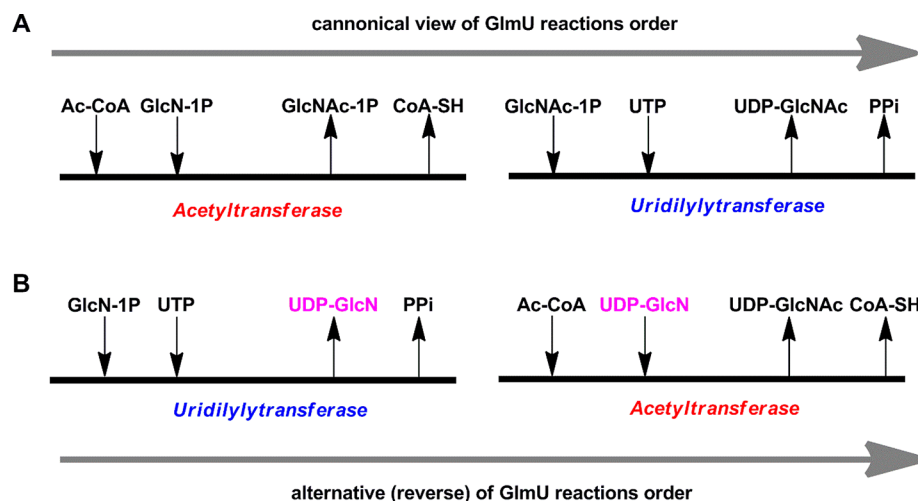 A
cannonical view of GlmU reactions order
Ac-CoA GlcN-1P GlcNAc-1P CoA-SH GlcNAc-1P UTP UDP-GlcNAc PPi
Acetyltransferase Uridilylytransferase
B
GlcN-1P UTP UDP-GlcN PPi Ac-CoA UDP-GlcN UDP-GlcNAc CoA-SH
Uridilylytransferase Acetyltransferase
alternative (reverse) of GlmU reactions order